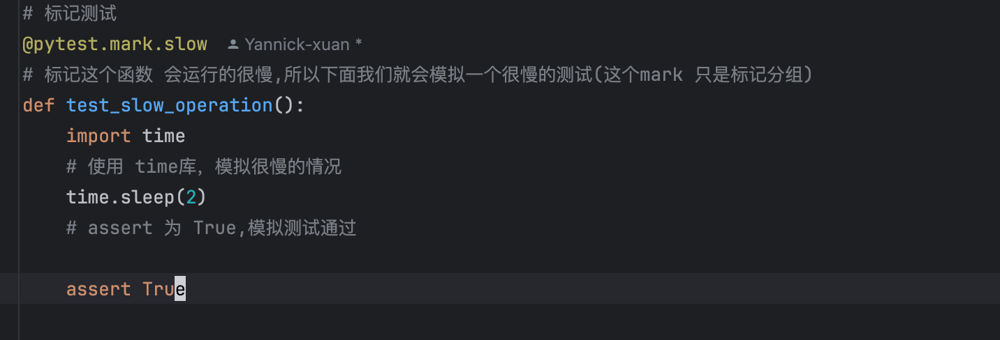 # 标记测试
@pytest.mark.slow Yannick-xuan *
# 标记这个函数 会运行的很慢,所以下面我们就会模拟一个很慢的测试(这个mark 只是标记分组)
def test_slow_operation():
    import time
    # 使用 time库，模拟很慢的情况
    time.sleep(2)
    # assert 为 True,模拟测试通过
    assert True